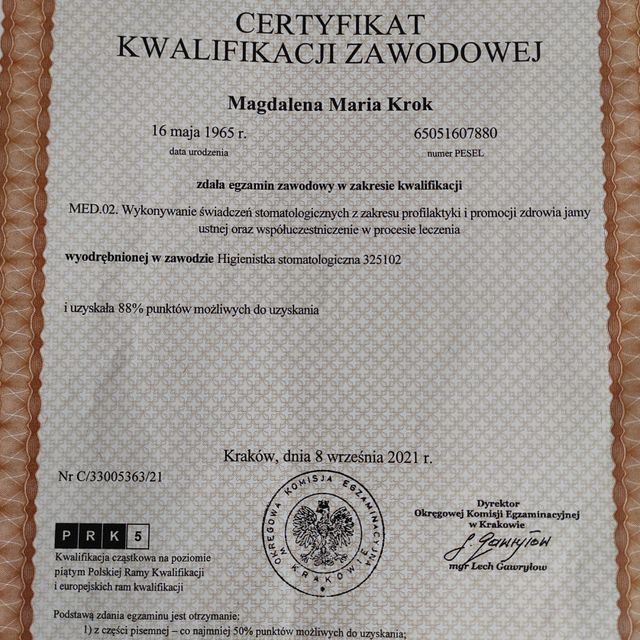 CERTYFIKAT
KWALIFIKACJI ZAWODOWEJ
Magdalena Maria Krok
16 maja 1965 r. 65051607880
data urodzenia numer PESEL
zdała egzamin zawodowy w zakresie kwalifikacji
MED.02. Wykonywanie świadczeń stomatologicznych z zakresu profilaktyki i promocji zdrowia jamy
ustnej oraz współuczestniczenie w procesie leczenia
wyodrębnionej w zawodzie Higienistka stomatologiczna 325102
i uzyskała 88% punktów możliwych do uzyskania
Kraków, dnia 8 września 2021 r.
Nr C/33005363/21
OKRĘGOWA KOMISJA EGZAMINACYJNA
W KRAKOWIE
Dyrektor
Okręgowej Komisji Egzaminacyjnej
w Krakowie
mgr Lech Gawryłow
PRK5
Kwalifikacja cząstkowa na poziomie
piątym Polskiej Ramy Kwalifikacji
i europejskich ram kwalifikacji
Podstawą zdania egzaminu jest otrzymanie:
1) z części pisemnej – co najmniej 50% punktów możliwych do uzyskania;